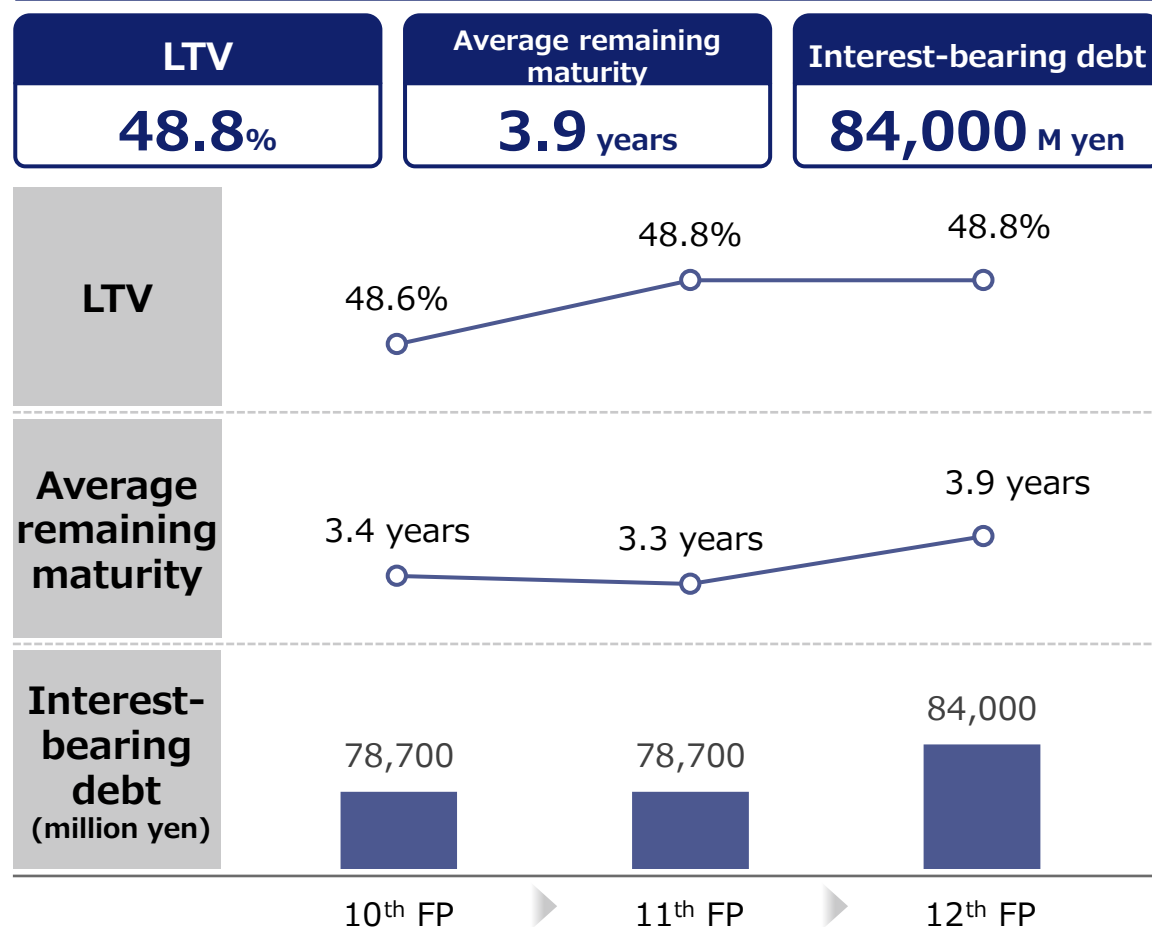 LTV
48.8%
Average remaining
maturity
3.9 years
Interest-bearing debt
84,000 M yen
LTV
48.6%
48.8%
48.8%
Average
remaining
maturity
3.4 years
3.3 years
3.9 years
Interest-
bearing
debt
(million yen)
78,700
78,700
84,000
10th FP
11th FP
12th FP